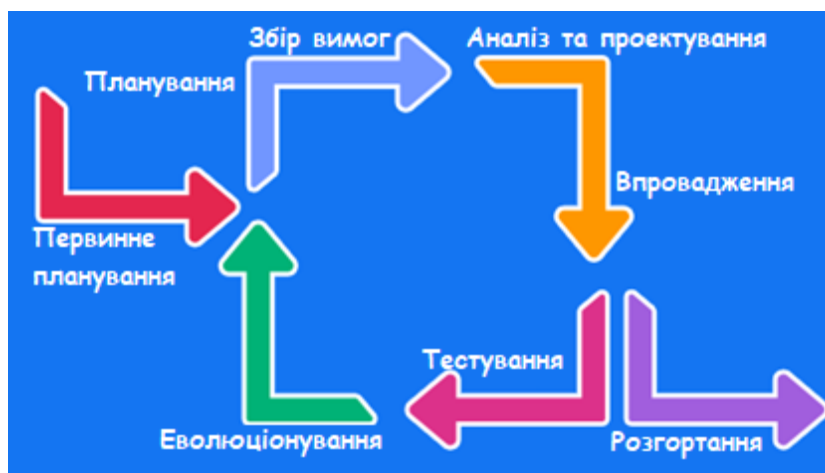 Збір вимог
Аналіз та проектування
Планування
Впровадження
Первинне
планування
Тестування
Еволюціонування
Розгортання